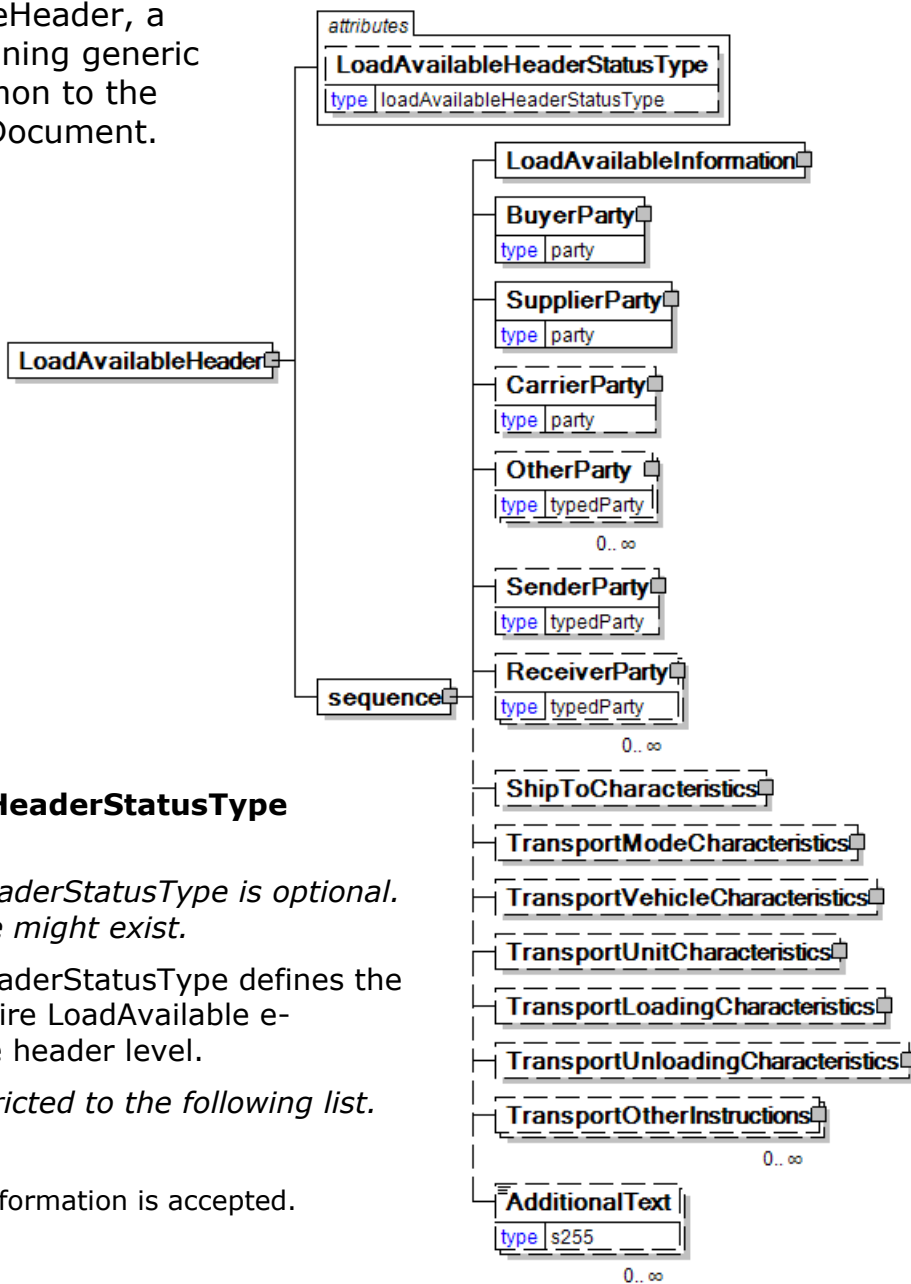 eHeader, a
ning generic
non to the
Document.
attributes
LoadAvailableHeaderStatusType
type loadAvailableHeaderStatusType
LoadAvailableInformation
BuyerParty
type party
SupplierParty
type party
LoadAvailableHeader
CarrierParty
type party
OtherParty
type typedParty
0.. ∞
SenderParty
type typedParty
sequence
ReceiverParty
type typedParty
0.. ∞
HeaderStatusType
eaderStatusType is optional.
e might exist.
eaderStatusType defines the
ire LoadAvailable e-
e header level.
ricted to the following list.
formation is accepted.
ShipToCharacteristics
TransportModeCharacteristics
TransportVehicleCharacteristics
TransportUnitCharacteristics
TransportLoadingCharacteristics
TransportUnloadingCharacteristics
TransportOtherInstructions
0.. ∞
AdditionalText
type s255
0.. ∞